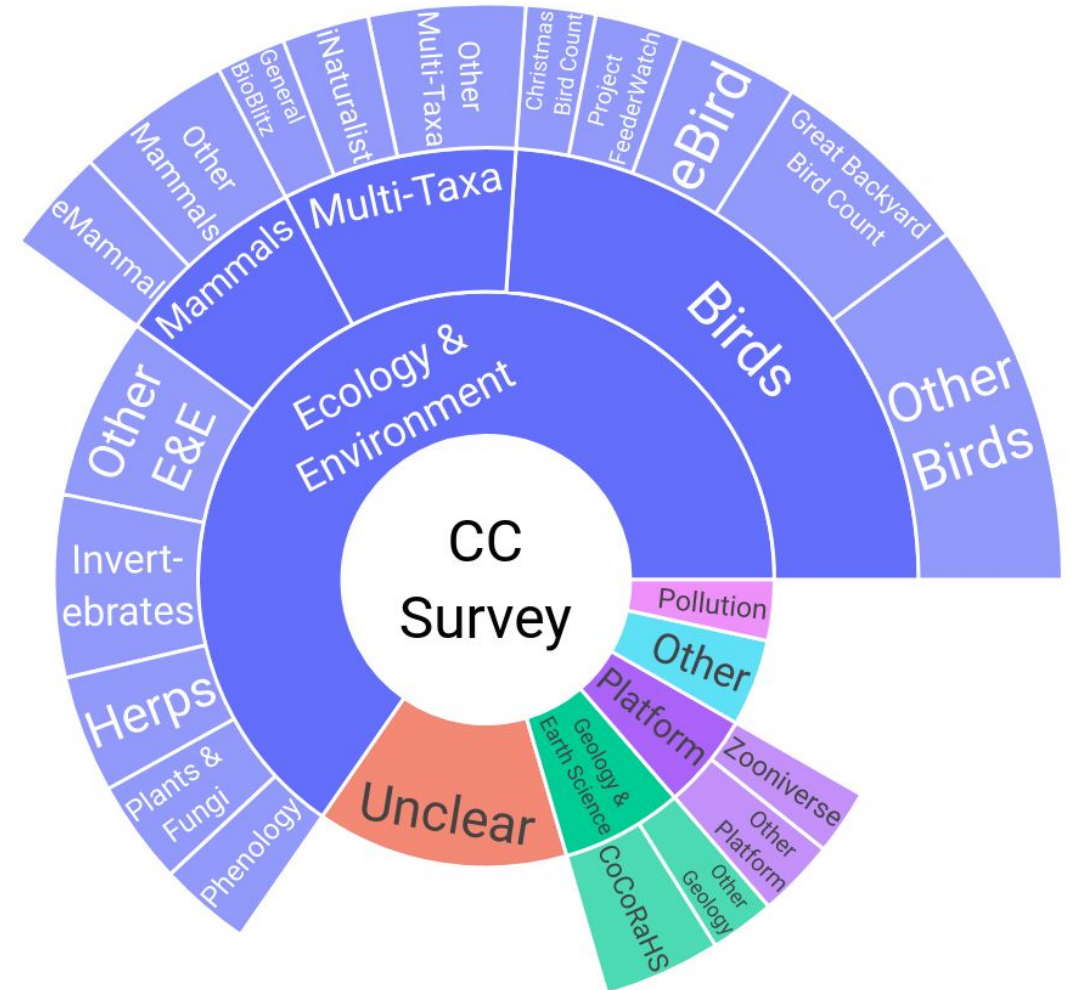 CC
Survey
Ecology &
Environment
Birds
Other
Birds
Great Backyard
Bird Count
eBird
Project
FeederWatch
Christmas
Bird Count
Multi-Taxa
Other
Multi-Taxa
iNaturalist
General
BioBlitz
Mammals
Other
Mammals
eMammal
Other
E&E
Invert-
ebrates
Herps
Plants &
Fungi
Phenology
Unclear
Geology &
Earth Science
CoCoRaHS
Other
Geology
Platform
Other
Platform
Zooniverse
Other
Pollution